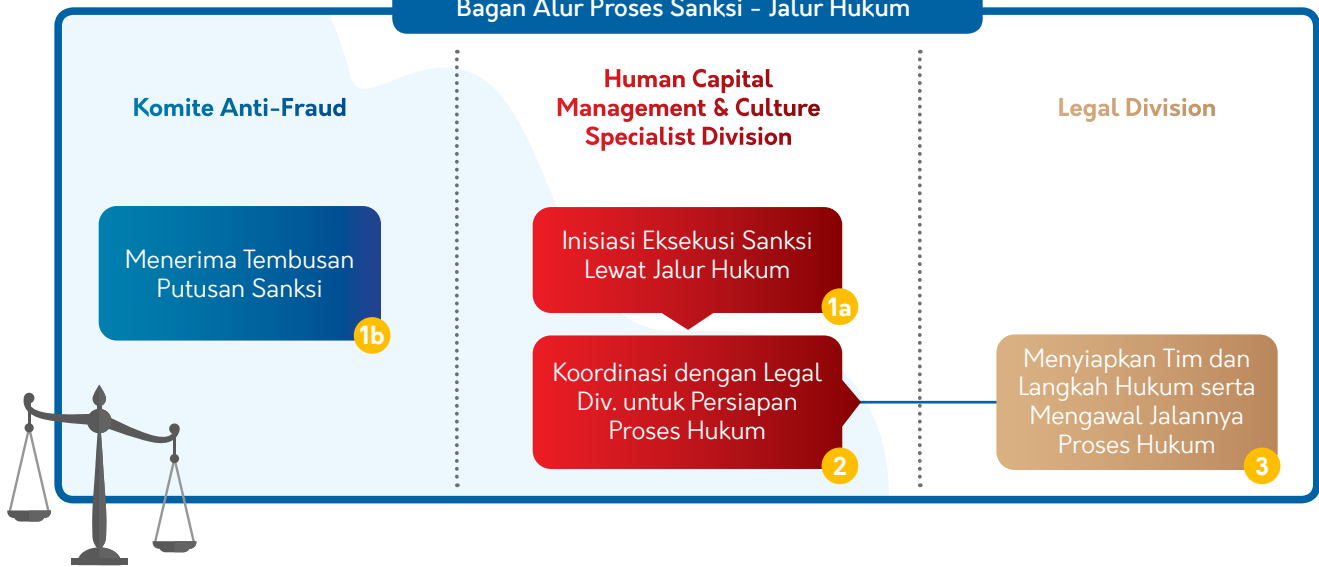 Bagan Alur Proses Sanksi - Jalur Hukum
Komite Anti-Fraud
Human Capital
Management & Culture
Specialist Division
Legal Division
Menerima Tembusan
Putusan Sanksi
1b
Inisiasi Eksekusi Sanksi
Lewat Jalur Hukum
1a
Koordinasi dengan Legal
Div. untuk Persiapan
Proses Hukum
2
Menyiapkan Tim dan
Langkah Hukum serta
Mengawal Jalannya
Proses Hukum
3